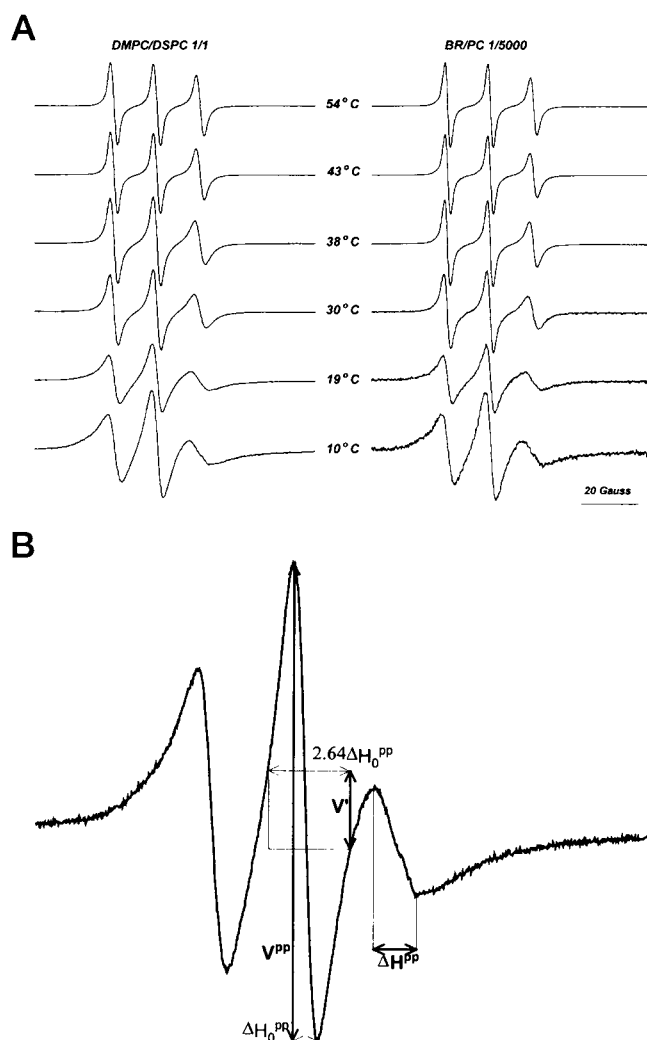 A
DMPC/DSPC 1/1
BR/PC 1/5000
54° C
43° C
38° C
30° C
19° C
10° C
20 Gauss
B
2.64ΔH₀ᵖᵖ
V'
Vᵖᵖ
ΔHᵖᵖ
ΔH₀ᵖᵖ